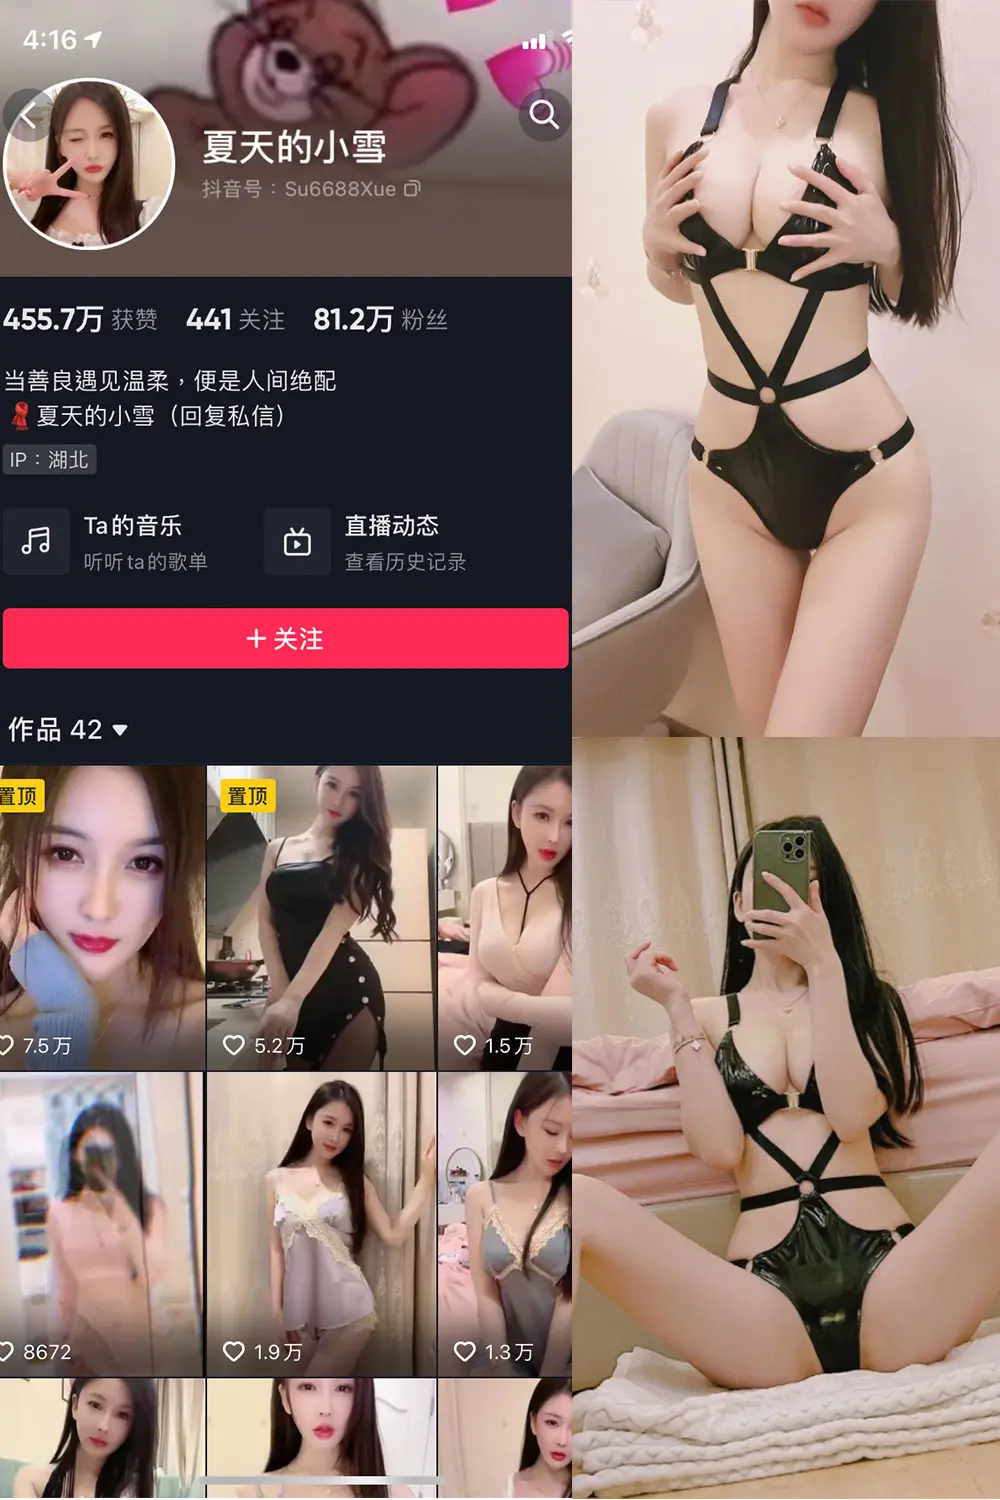 4:16
夏天的小雪
抖音号：Su6688Xue
455.7万 获赞 441 关注 81.2万 粉丝
当善良遇见温柔，便是人间绝配
夏天的小雪（回复私信）
IP：湖北
Ta的音乐
听听ta的歌单
直播动态
查看历史记录
＋关注
作品 42
置顶
置顶
7.5万
5.2万
1.5万
8672
1.9万
1.3万